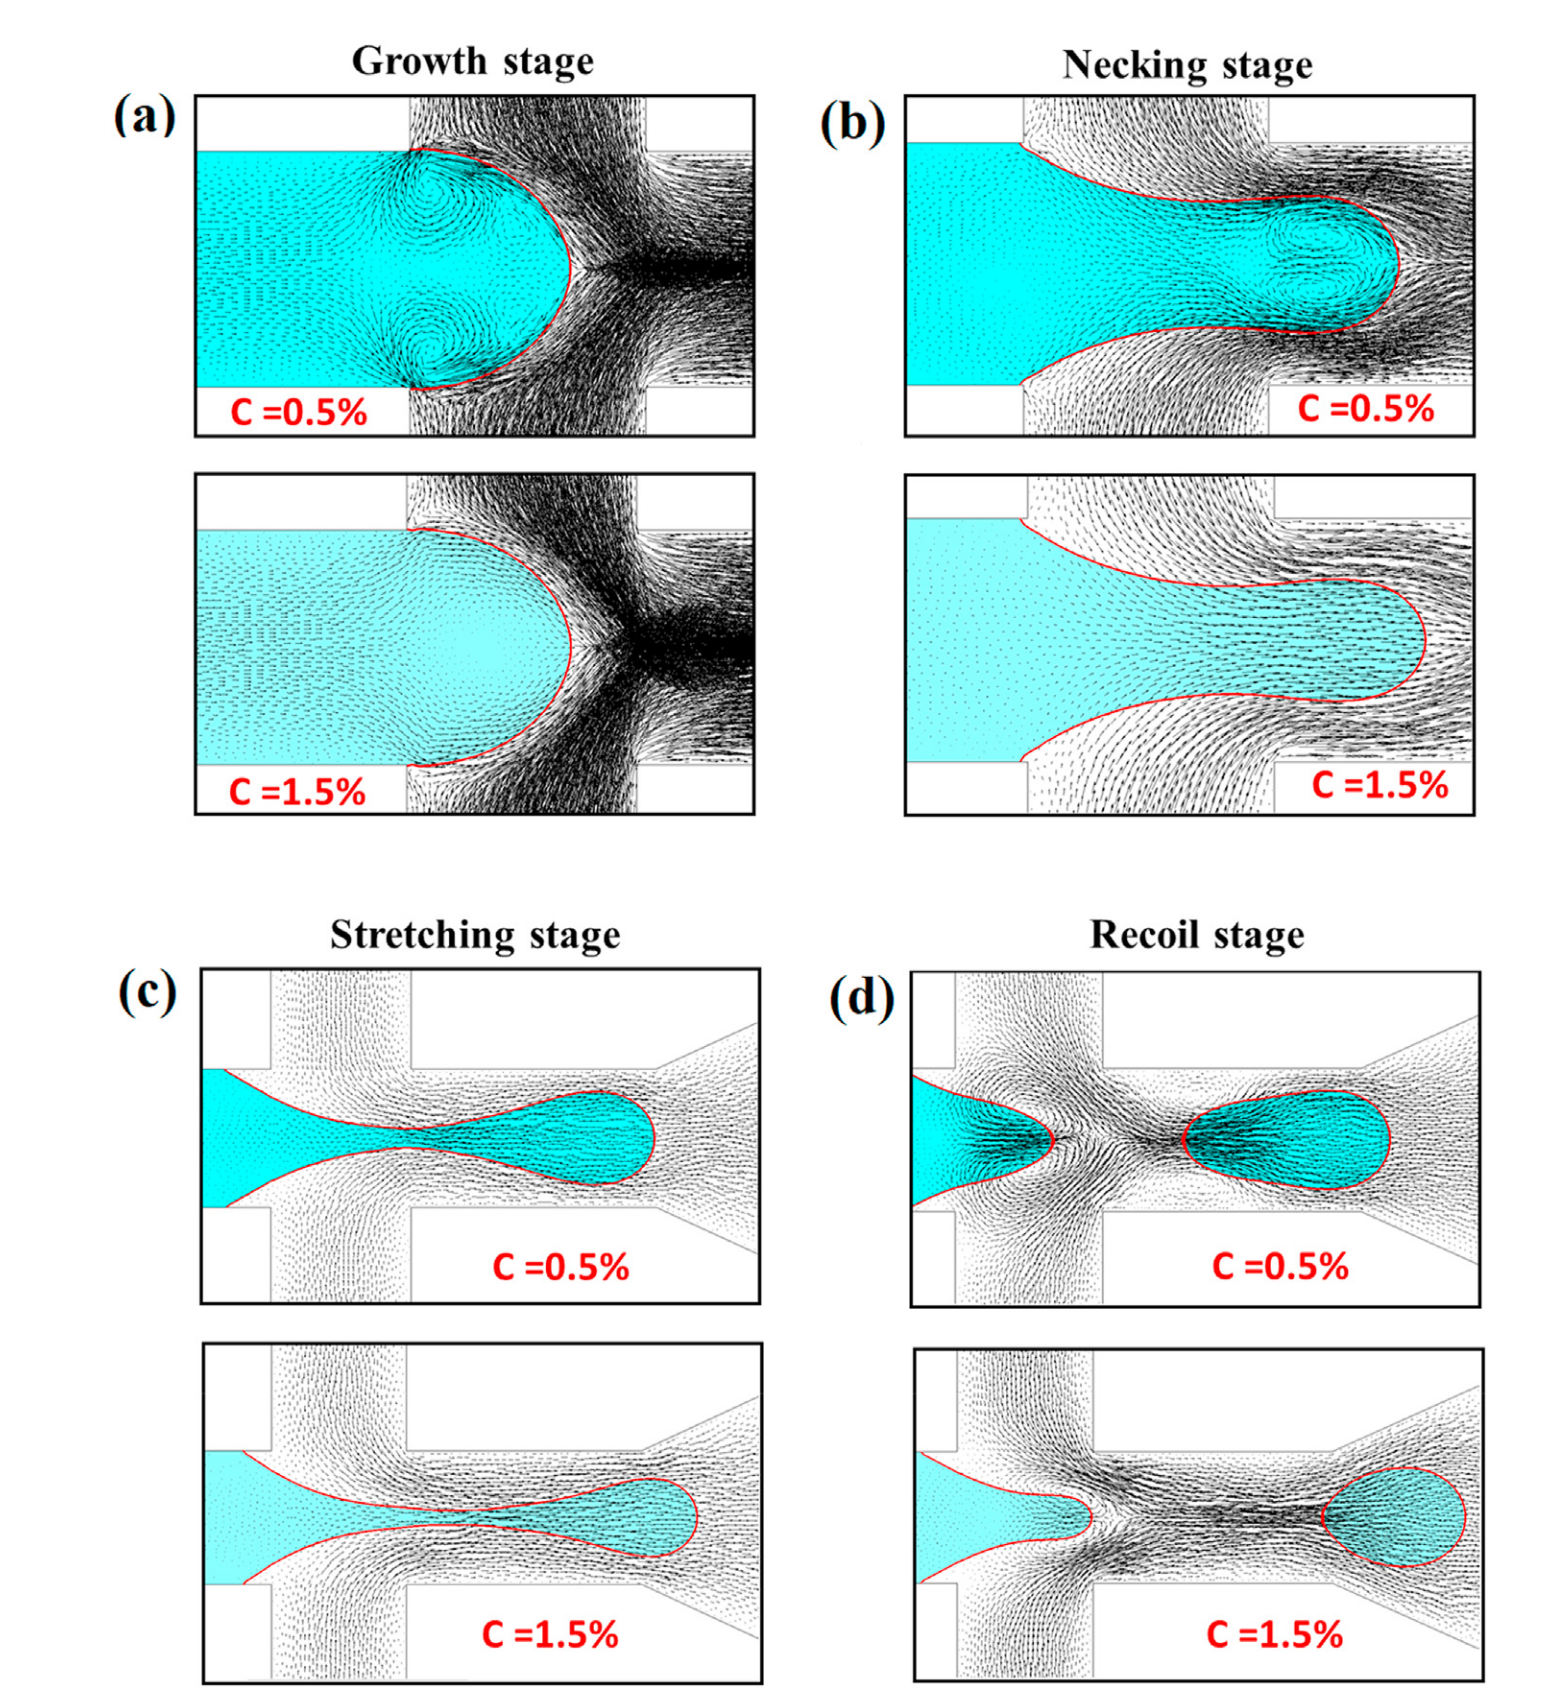 Growth stage
Necking stage
(a)
(b)
C =0.5%
C =0.5%
C =1.5%
C =1.5%
Stretching stage
Recoil stage
(c)
(d)
C =0.5%
C =0.5%
C =1.5%
C =1.5%